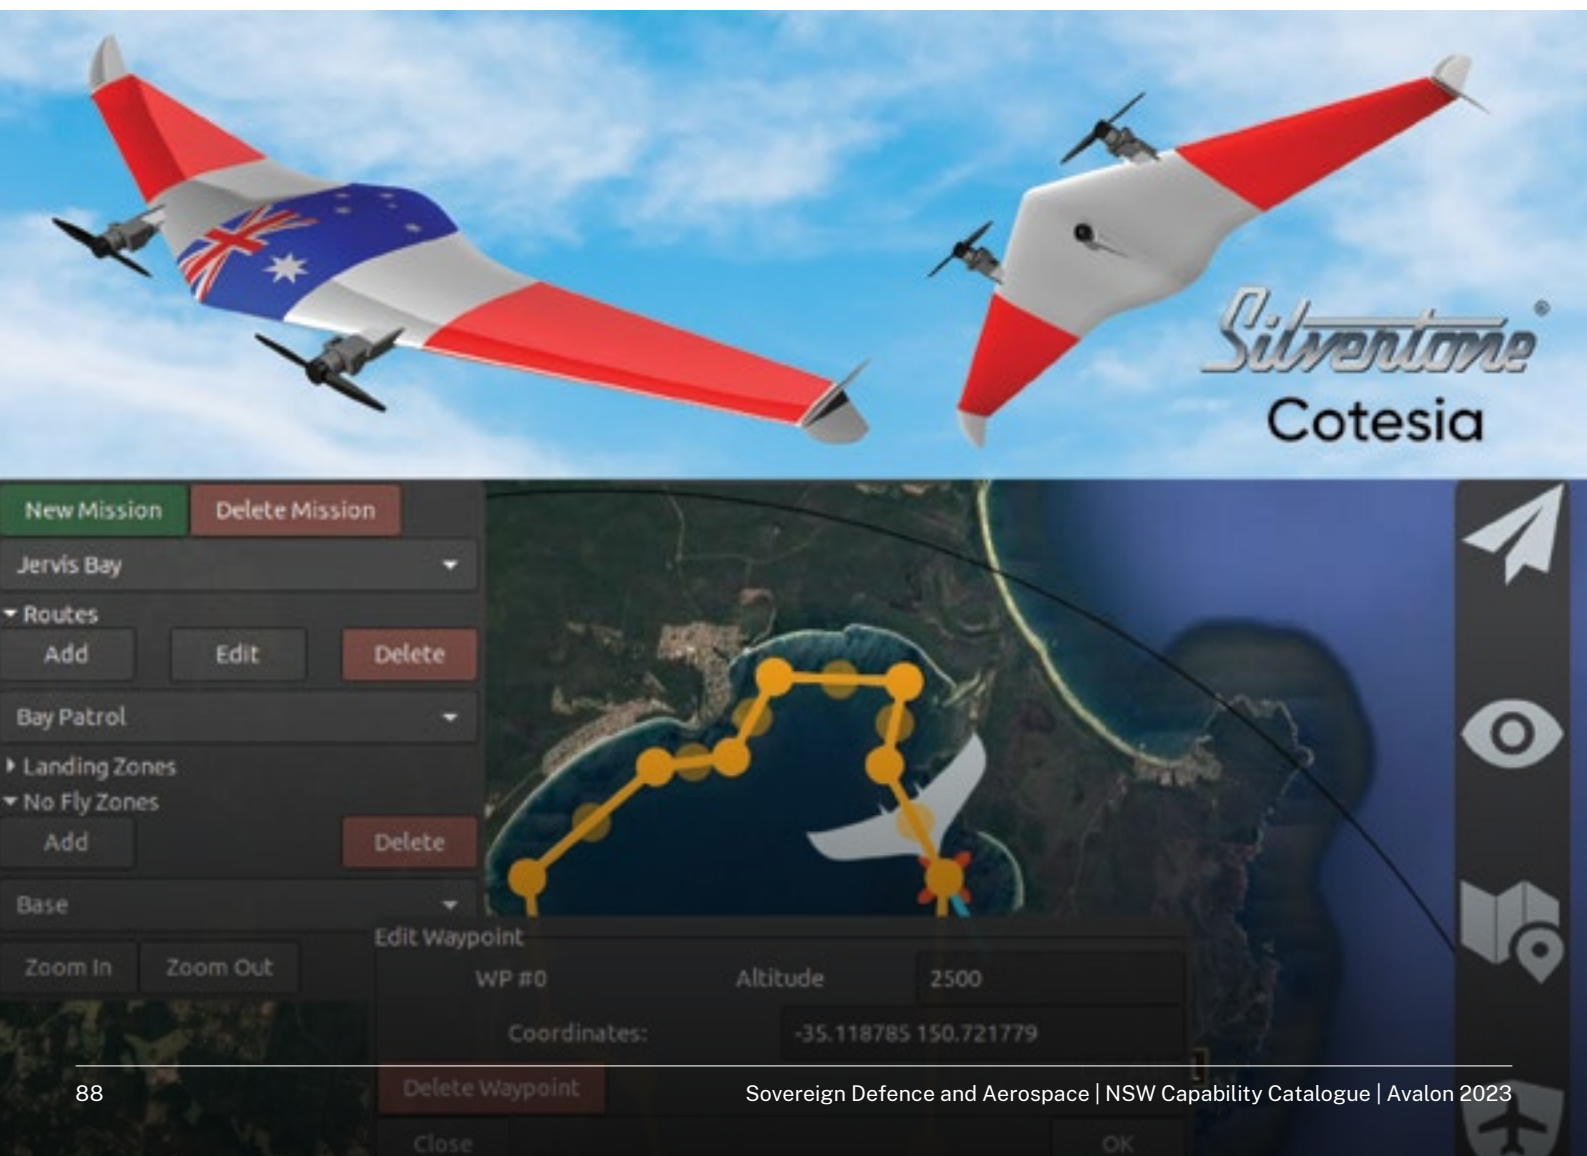 Silvertone®
Cotesia
New Mission Delete Mission
Jervis Bay
Routes
Add Edit Delete
Bay Patrol
Landing Zones
No Fly Zones
Add Delete
Base
Zoom In Zoom Out
Edit Waypoint
WP #0 Altitude 2500
Coordinates: -35.118785 150.721779
Delete Waypoint
Close OK
88 Sovereign Defence and Aerospace | NSW Capability Catalogue | Avalon 2023